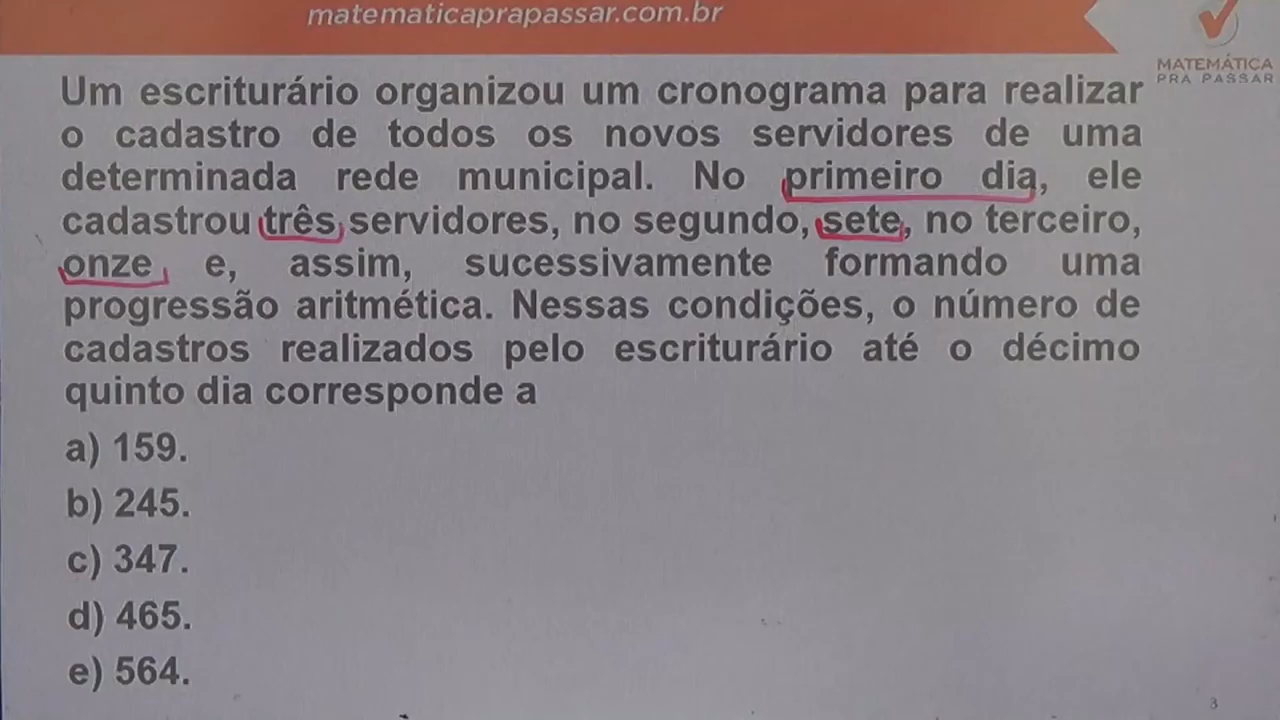 matematicaprapassar.com.br
MATEMÁTICA
PRA PASSAR
Um escriturário organizou um cronograma para realizar
o cadastro de todos os novos servidores de uma
determinada rede municipal. No primeiro dia, ele
cadastrou três servidores, no segundo, sete, no terceiro,
onze e, assim, sucessivamente formando uma
progressão aritmética. Nessas condições, o número de
cadastros realizados pelo escriturário até o décimo
quinto dia corresponde a
a) 159.
b) 245.
c) 347.
d) 465.
e) 564.
3